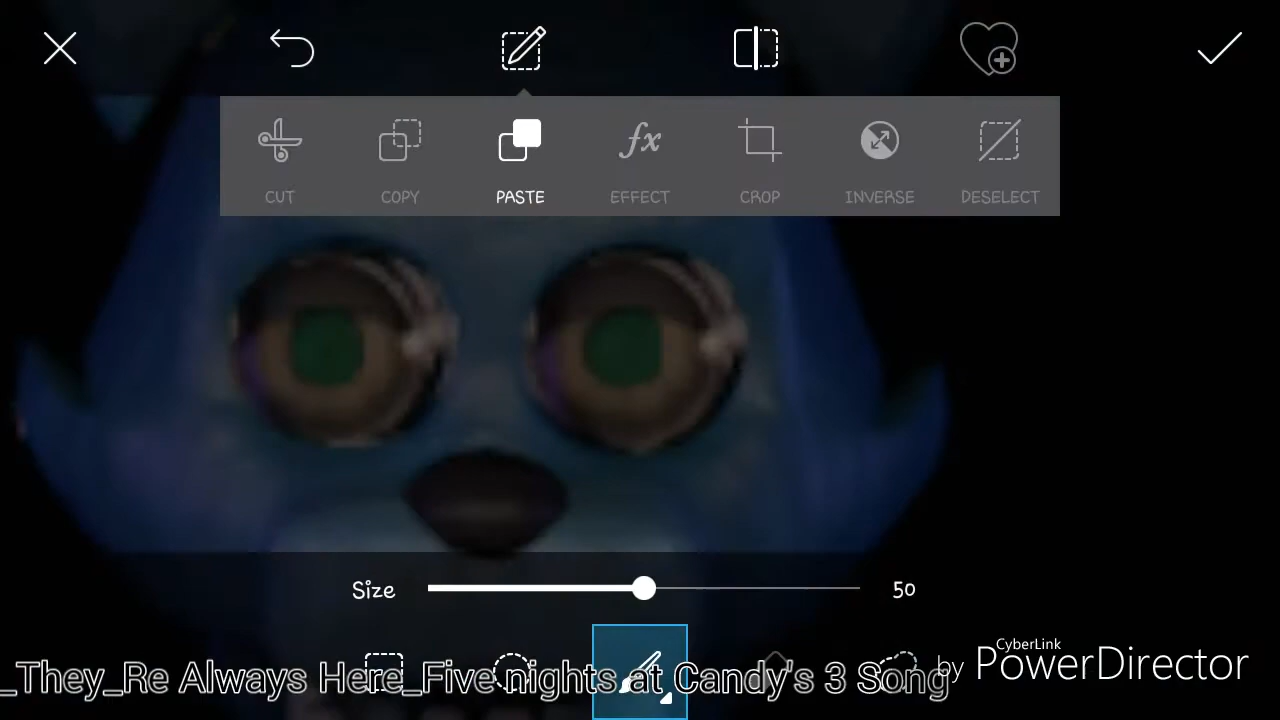 CUT COPY PASTE EFFECT CROP INVERSE DESELECT
Size 50
_They_Re Always Here_Five nights at Candy's 3 Song
by CyberLink PowerDirector